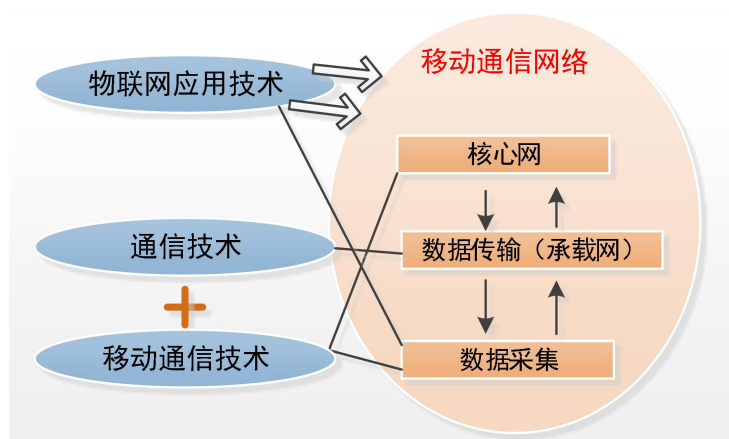 物联网应用技术
移动通信网络
核心网
通信技术
数据传输（承载网）
+
移动通信技术
数据采集